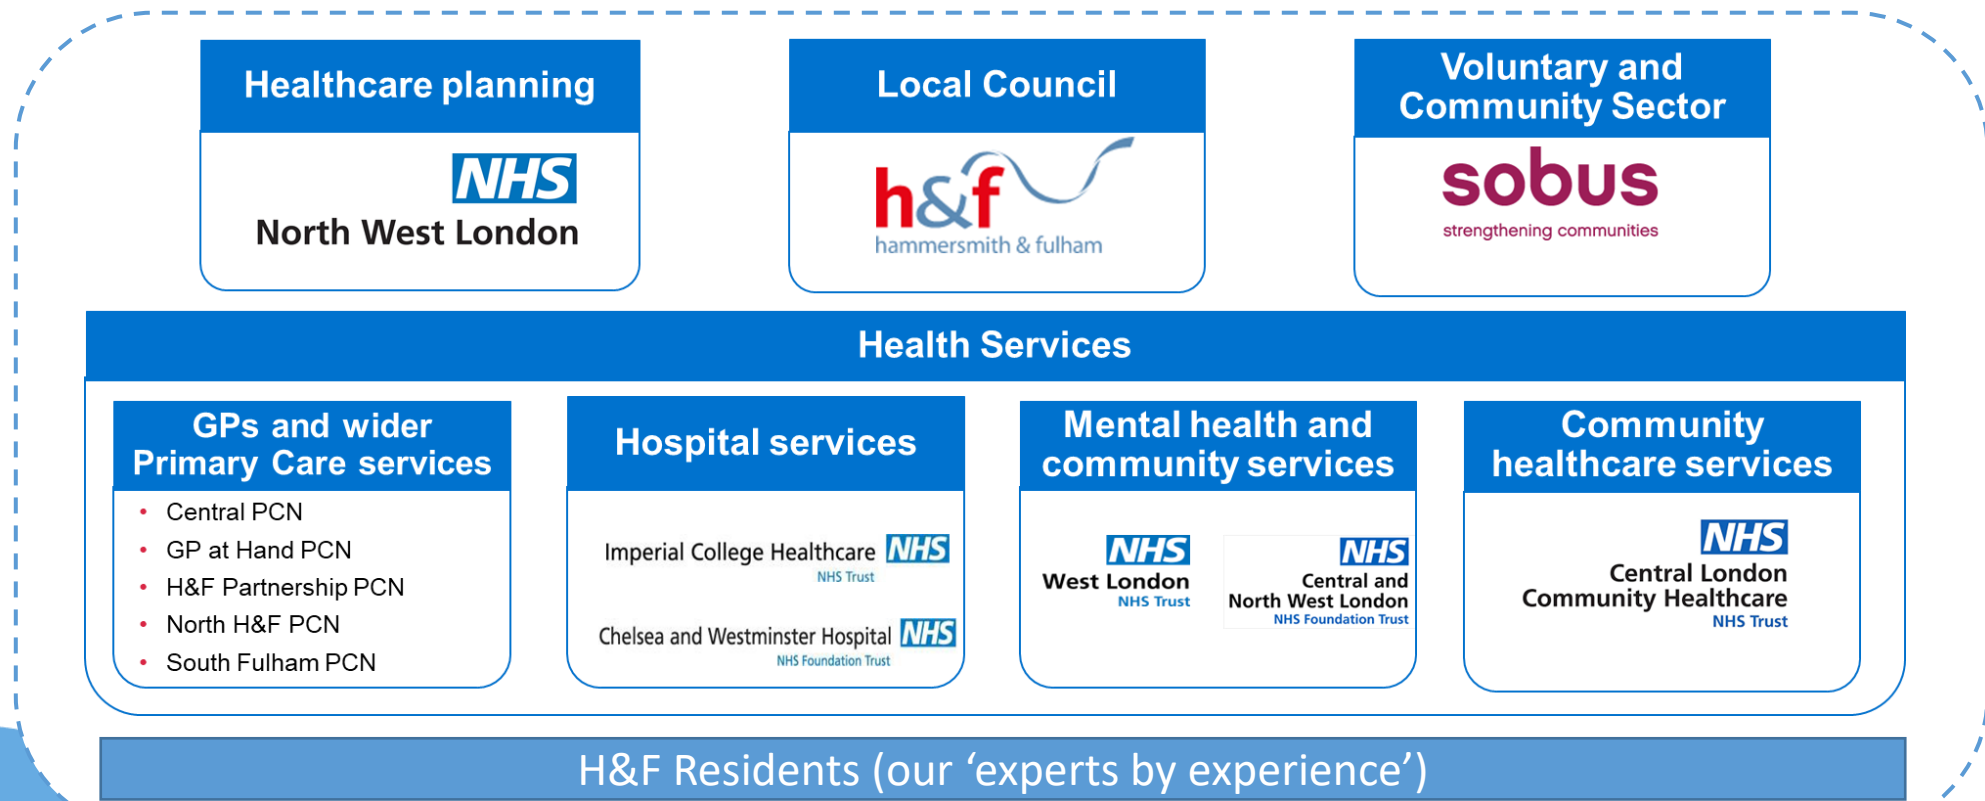 Healthcare planning
NHS
North West London
Local Council
h&f
hammersmith & fulham
Voluntary and
Community Sector
sobus
strengthening communities
Health Services
GPs and wider
Primary Care services
• Central PCN
• GP at Hand PCN
• H&F Partnership PCN
• North H&F PCN
• South Fulham PCN
Hospital services
Imperial College Healthcare NHS
NHS Trust
Chelsea and Westminster Hospital NHS
NHS Foundation Trust
Mental health and
community services
NHS
West London
NHS Trust
NHS
Central and
North West London
NHS Foundation Trust
Community
healthcare services
NHS
Central London
Community Healthcare
NHS Trust
H&F Residents (our ‘experts by experience’)